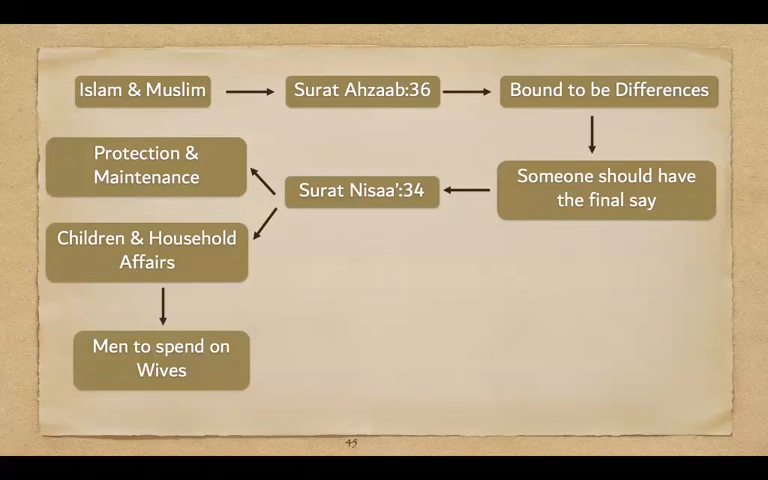 Islam & Muslim
Surat Ahzaab:36
Bound to be Differences
Someone should have
the final say
Surat Nisaa':34
Protection &
Maintenance
Children & Household
Affairs
Men to spend on
Wives
45